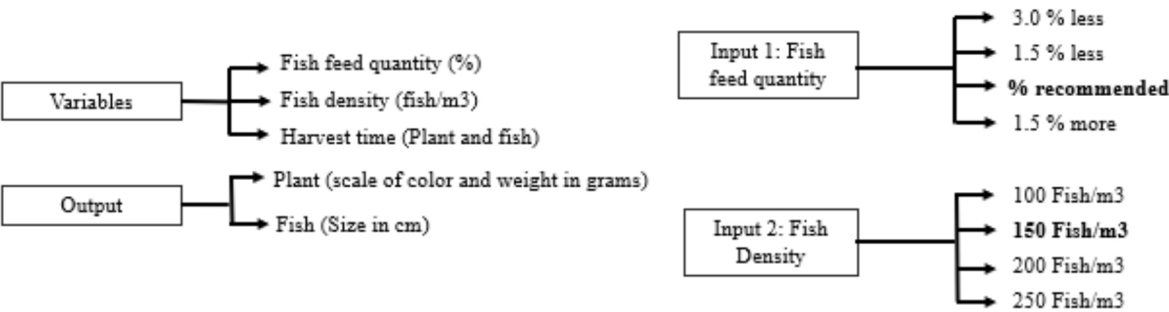 Variables
Fish feed quantity (%)
Fish density (fish/m3)
Harvest time (Plant and fish)
Output
Plant (scale of color and weight in grams)
Fish (Size in cm)
Input 1: Fish
feed quantity
3.0 % less
1.5 % less
% recommended
1.5 % more
Input 2: Fish
Density
100 Fish/m3
150 Fish/m3
200 Fish/m3
250 Fish/m3